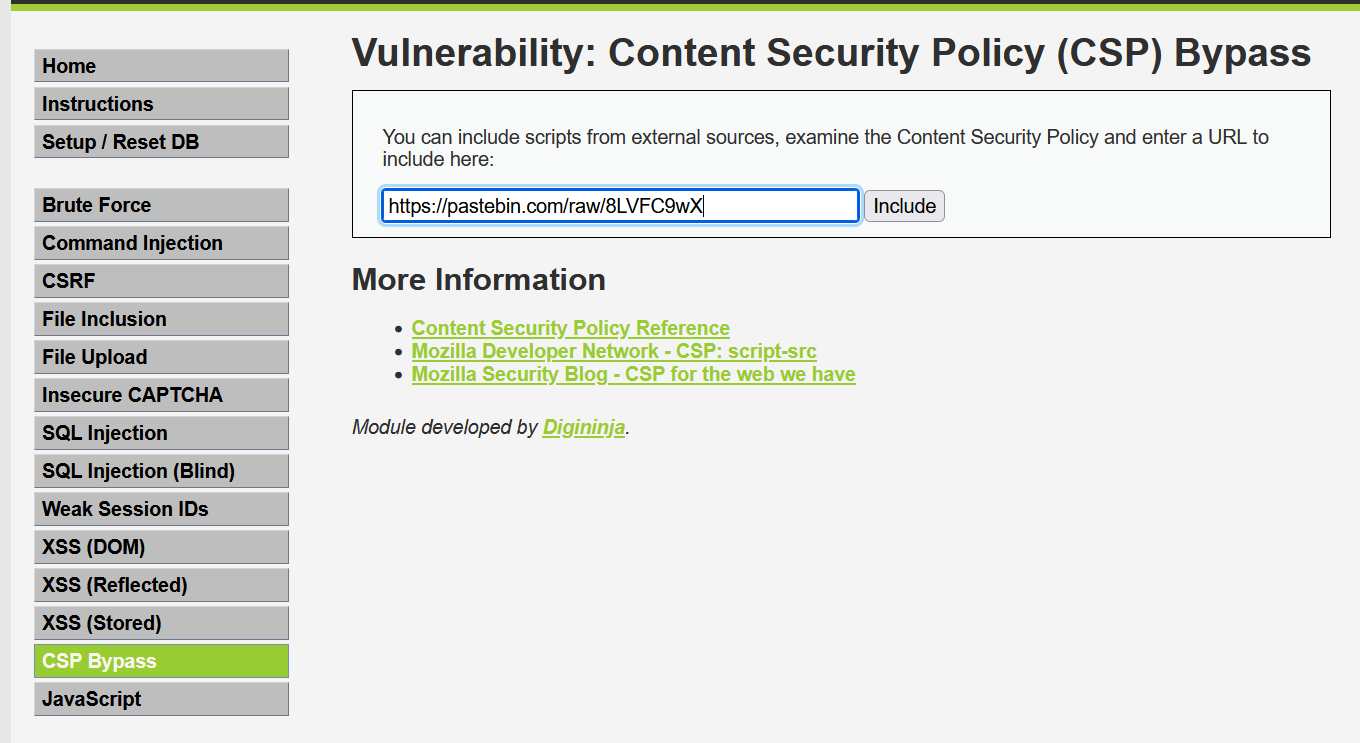 Home
Instructions
Setup / Reset DB
Brute Force
Command Injection
CSRF
File Inclusion
File Upload
Insecure CAPTCHA
SQL Injection
SQL Injection (Blind)
Weak Session IDs
XSS (DOM)
XSS (Reflected)
XSS (Stored)
CSP Bypass
JavaScript
Vulnerability: Content Security Policy (CSP) Bypass
You can include scripts from external sources, examine the Content Security Policy and enter a URL to
include here:
https://pastebin.com/raw/8LVFC9wX Include
More Information
• Content Security Policy Reference
• Mozilla Developer Network - CSP: script-src
• Mozilla Security Blog - CSP for the web we have
Module developed by Digininja.